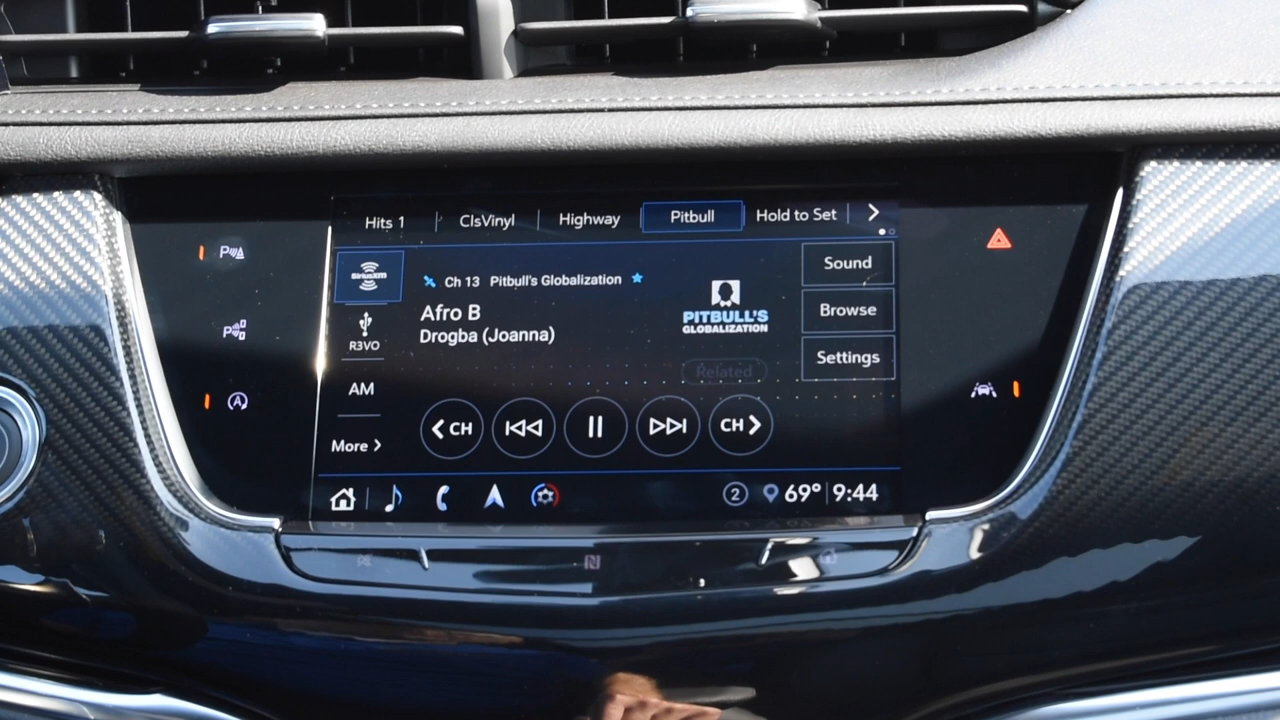 Hits 1 ClsVinyl Highway Pitbull Hold to Set
SiriusXM
Ch 13 Pitbull's Globalization
Sound
Afro B
Drogba (Joanna)
PITBULL'S
GLOBALIZATION
Browse
R3VO
Settings
Related
AM
CH CH
More
2 69° 9:44
P
P
A
N